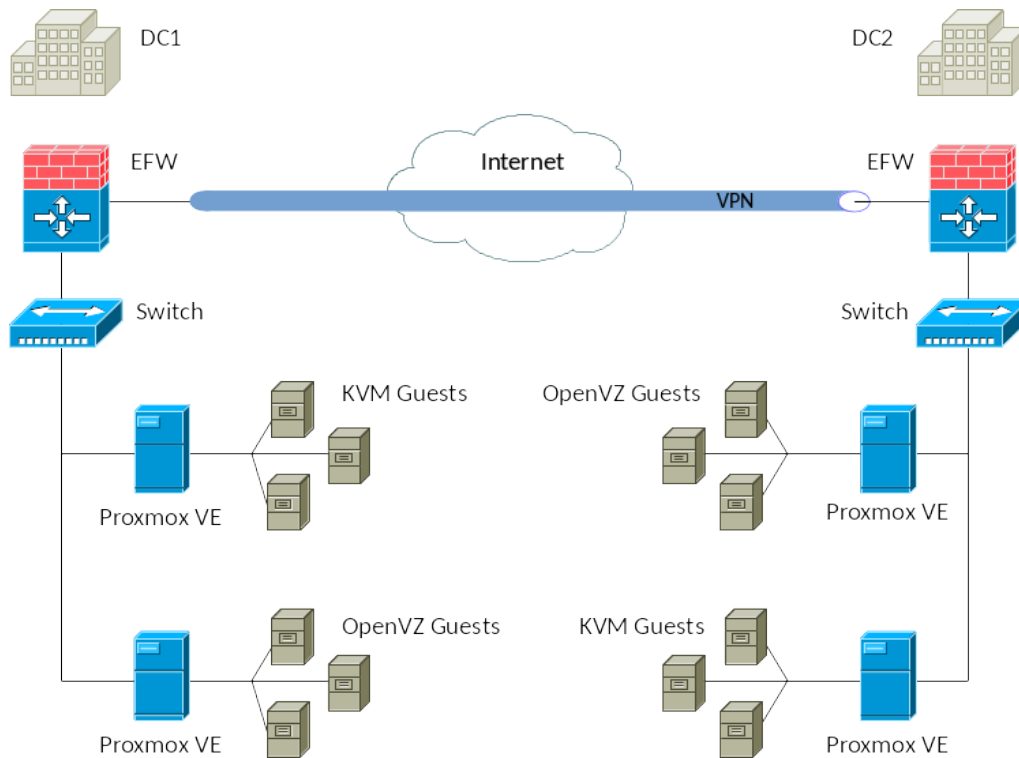 DC1
DC2
EFW
Internet
EFW
VPN
Switch
Switch
KVM Guests
OpenVZ Guests
Proxmox VE
Proxmox VE
OpenVZ Guests
KVM Guests
Proxmox VE
Proxmox VE